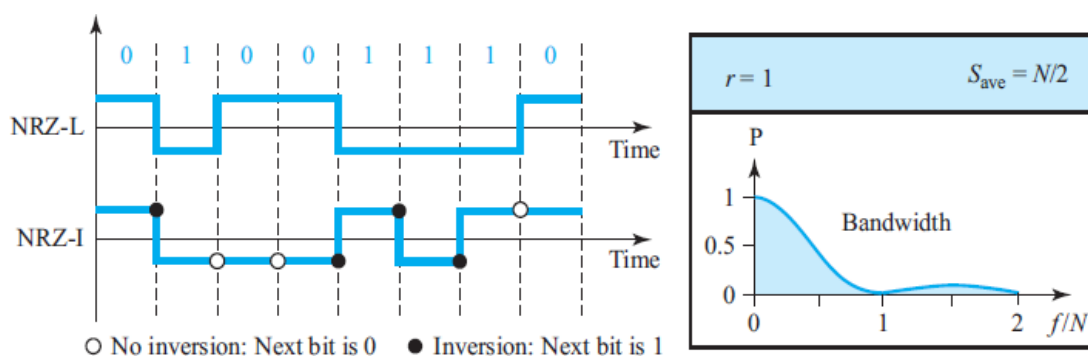 0 1 0 0 1 1 1 0
NRZ-L
Time
NRZ-I
Time
No inversion: Next bit is 0 Inversion: Next bit is 1
r = 1 Save = N/2
P
1
Bandwidth
0.5
0
0 1 2 f/N